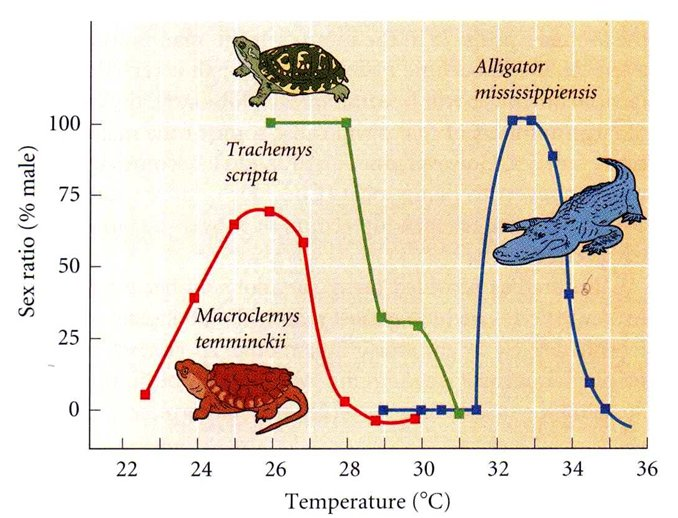 Alligator
mississippiensis
Trachemys
scripta
Macroclemys
temminckii
Sex ratio (% male)
100
75
50
25
0
22 24 26 28 30 32 34 36
Temperature (°C)